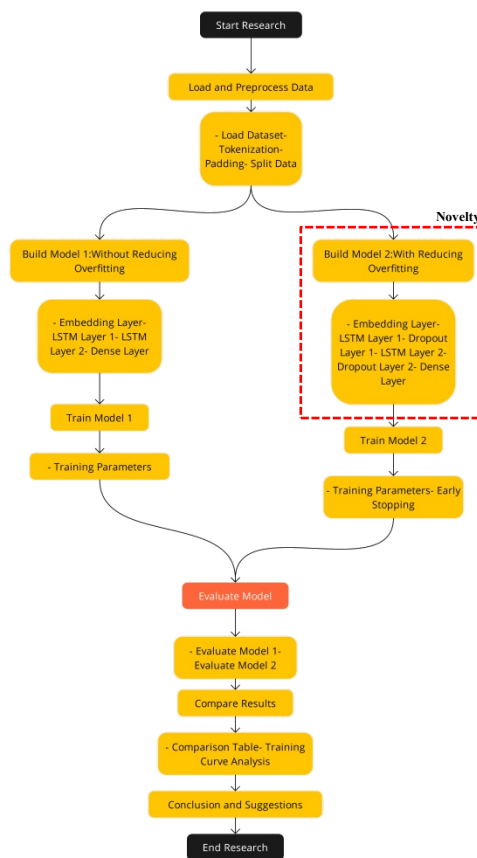 Start Research
Load and Preprocess Data
- Load Dataset-
Tokenization-
Padding- Split Data
Novelty
Build Model 1:Without Reducing
Overfitting
Build Model 2:With Reducing
Overfitting
- Embedding Layer-
LSTM Layer 1- LSTM
Layer 2- Dense Layer
- Embedding Layer-
LSTM Layer 1- Dropout
Layer 1- LSTM Layer 2-
Dropout Layer 2- Dense
Layer
Train Model 1
Train Model 2
- Training Parameters
- Training Parameters- Early
Stopping
Evaluate Model
- Evaluate Model 1-
Evaluate Model 2
Compare Results
- Comparison Table- Training
Curve Analysis
Conclusion and Suggestions
End Research